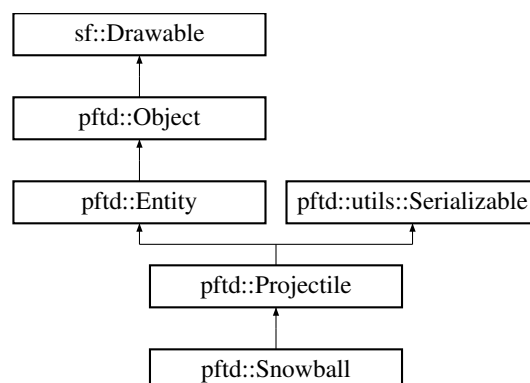 sf::Drawable
pftd::Object
pftd::Entity
pftd::utils::Serializable
pftd::Projectile
pftd::Snowball